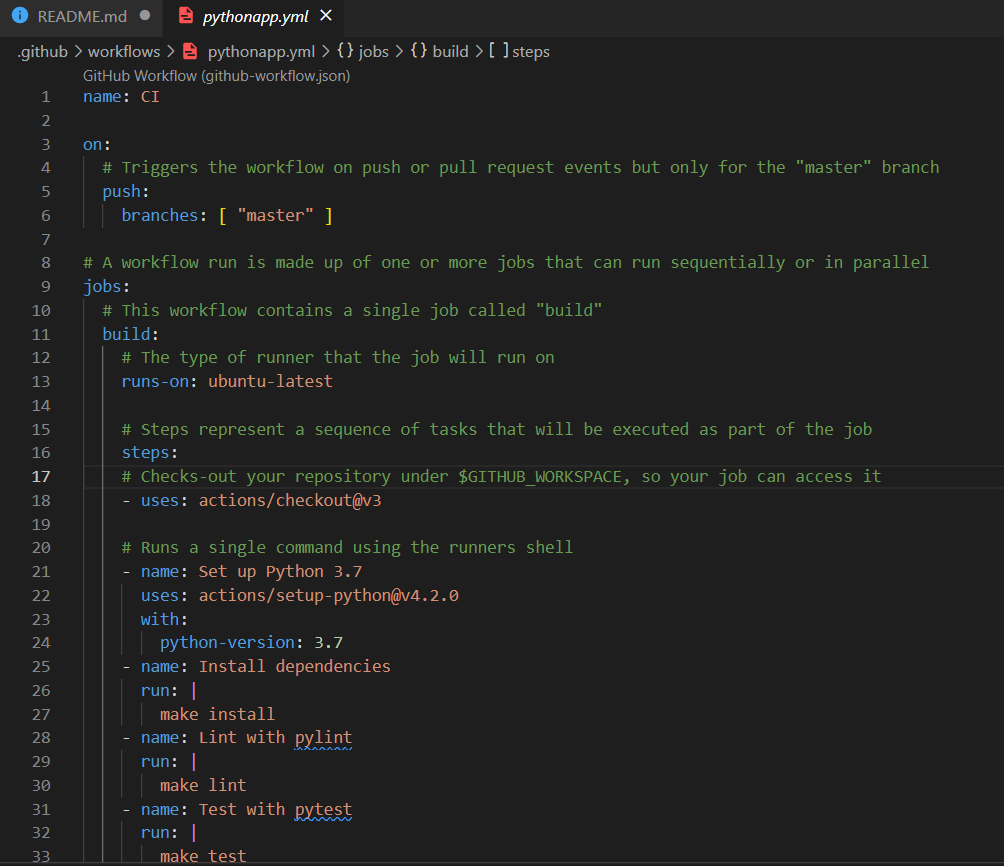 README.md
pythonapp.yml
.github > workflows > pythonapp.yml > {} jobs > {} build > [ ] steps
GitHub Workflow (github-workflow.json)
1 name: CI
2
3 on:
4   # Triggers the workflow on push or pull request events but only for the "master" branch
5   push:
6     branches: [ "master" ]
7
8 # A workflow run is made up of one or more jobs that can run sequentially or in parallel
9 jobs:
10   # This workflow contains a single job called "build"
11   build:
12     # The type of runner that the job will run on
13     runs-on: ubuntu-latest
14
15     # Steps represent a sequence of tasks that will be executed as part of the job
16     steps:
17     # Checks-out your repository under $GITHUB_WORKSPACE, so your job can access it
18     - uses: actions/checkout@v3
19
20     # Runs a single command using the runners shell
21     - name: Set up Python 3.7
22       uses: actions/setup-python@v4.2.0
23       with:
24         python-version: 3.7
25     - name: Install dependencies
26       run: |
27         make install
28     - name: Lint with pylint
29       run: |
30         make lint
31     - name: Test with pytest
32       run: |
33         make test